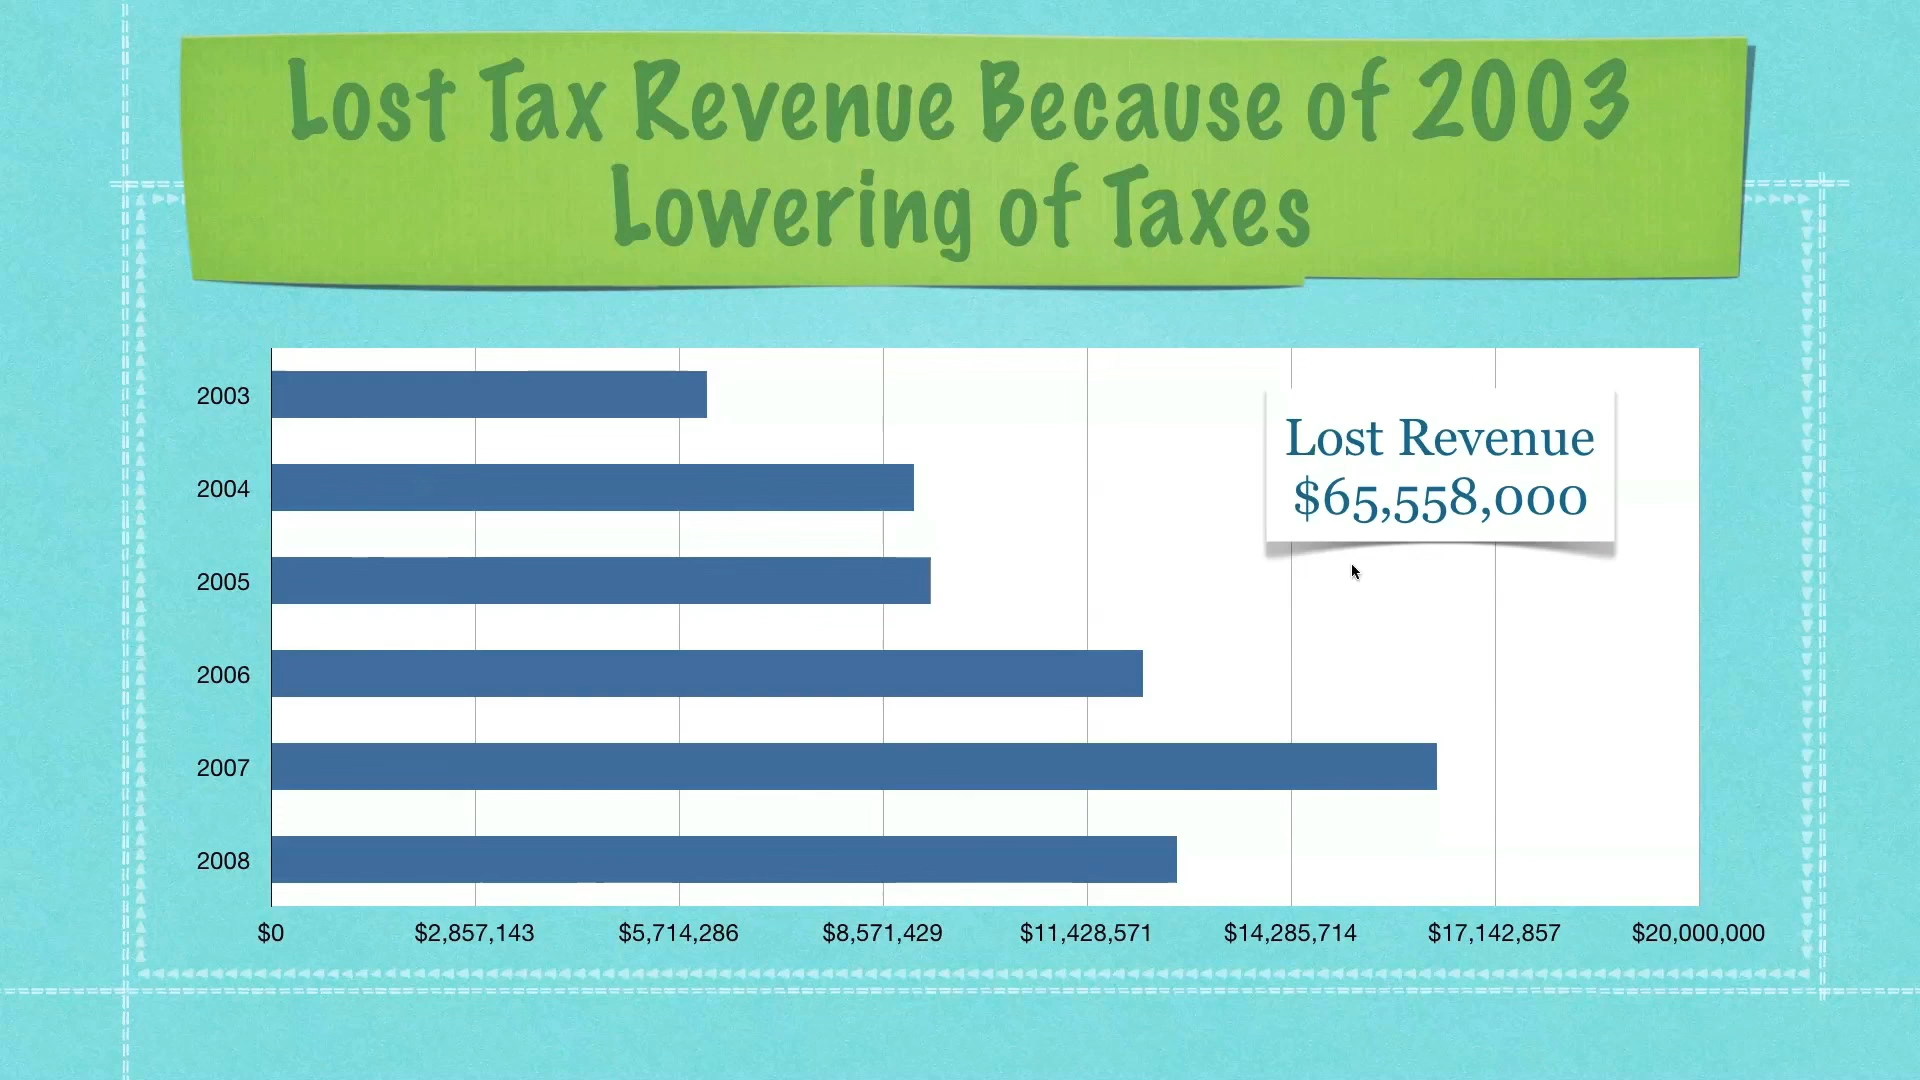 Lost Tax Revenue Because of 2003
Lowering of Taxes
Lost Revenue
$65,558,000
2003
2004
2005
2006
2007
2008
$0 $2,857,143 $5,714,286 $8,571,429 $11,428,571 $14,285,714 $17,142,857 $20,000,000